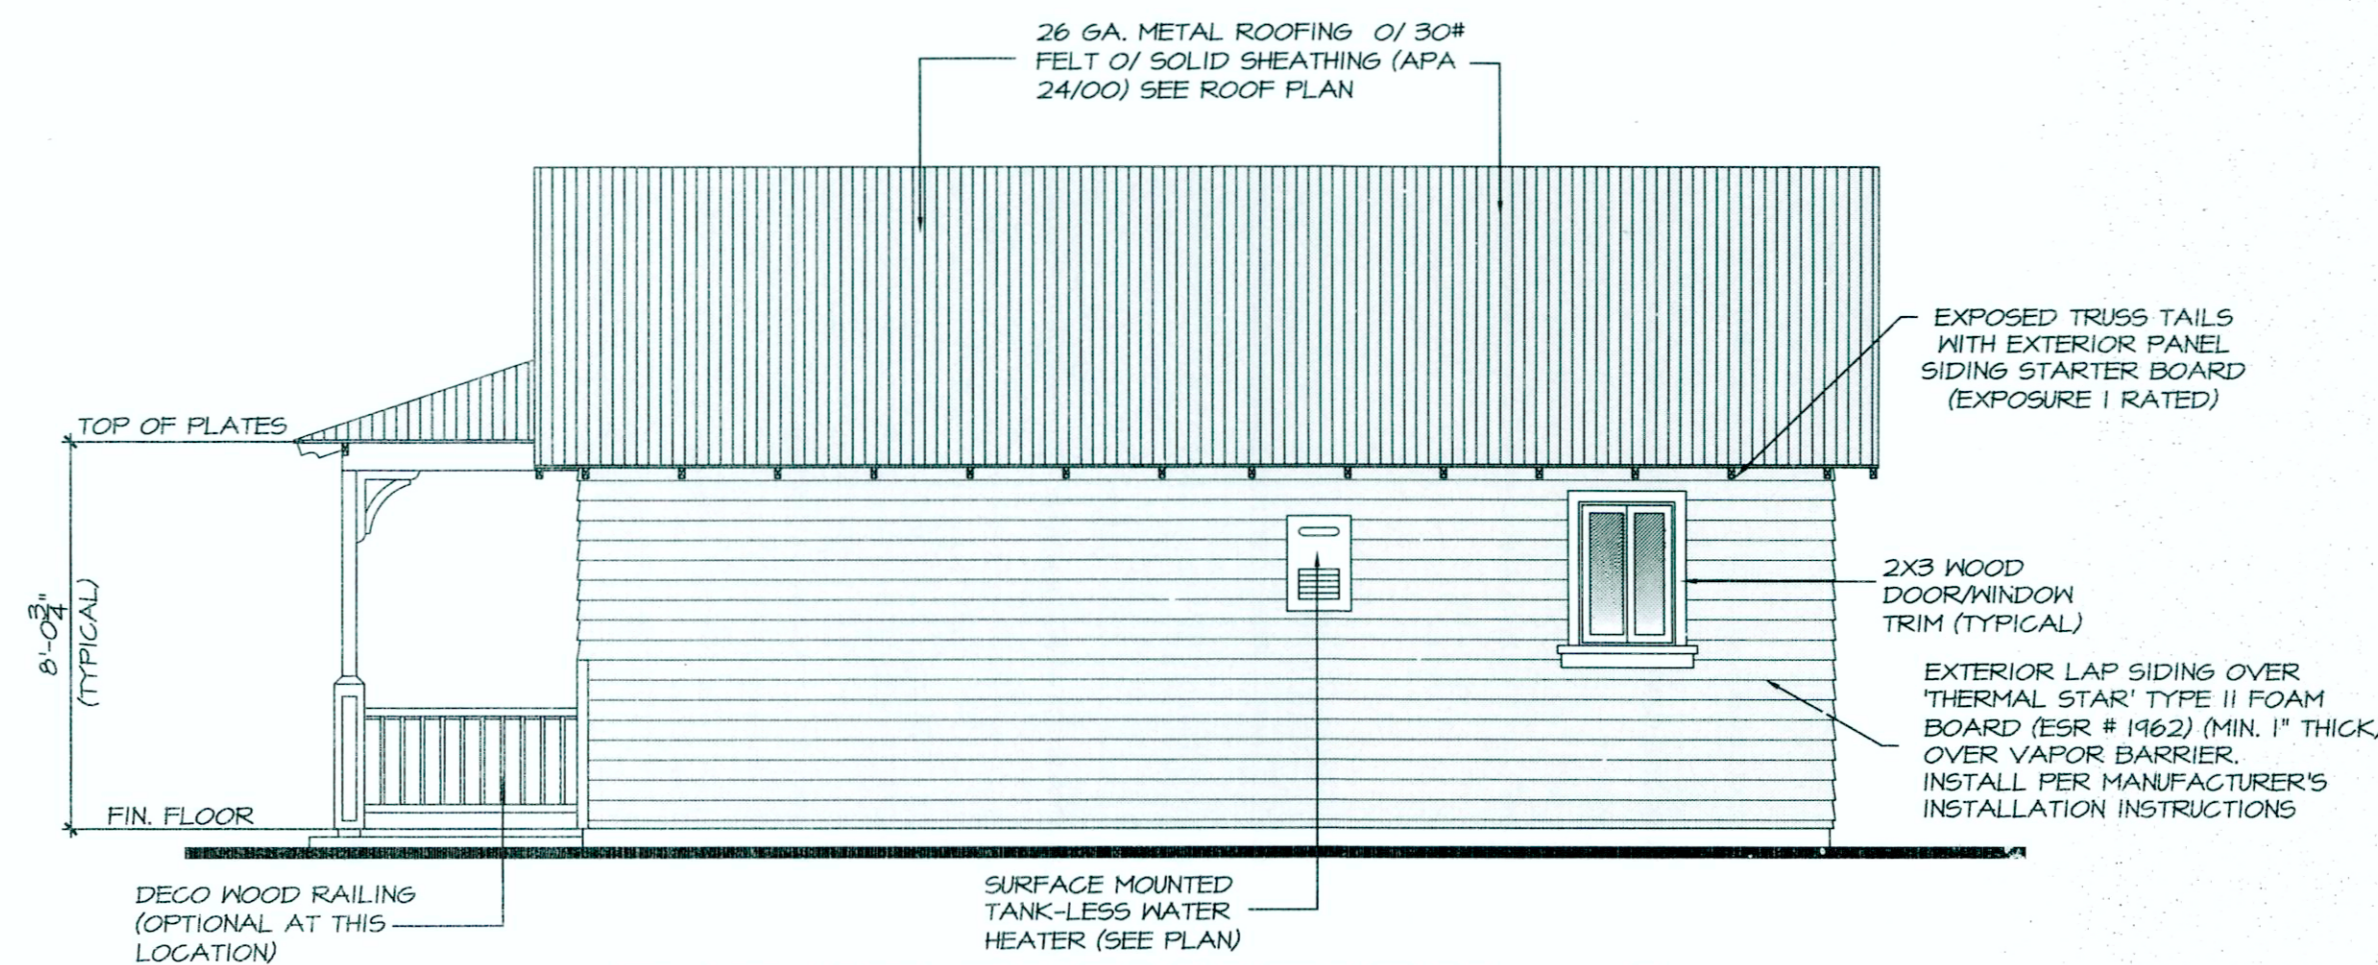 26 GA. METAL ROOFING O/ 30#
FELT O/ SOLID SHEATHING (APA
24/00) SEE ROOF PLAN
EXPOSED TRUSS TAILS
WITH EXTERIOR PANEL
SIDING STARTER BOARD
(EXPOSURE 1 RATED)
TOP OF PLATES
8'-0 3/4"
(TYPICAL)
2X3 WOOD
DOOR/WINDOW
TRIM (TYPICAL)
EXTERIOR LAP SIDING OVER
'THERMAL STAR' TYPE II FOAM
BOARD (ESR # 1962) (MIN. 1" THICK)
OVER VAPOR BARRIER.
INSTALL PER MANUFACTURER'S
INSTALLATION INSTRUCTIONS
FIN. FLOOR
DECO WOOD RAILING
(OPTIONAL AT THIS
LOCATION)
SURFACE MOUNTED
TANK-LESS WATER
HEATER (SEE PLAN)